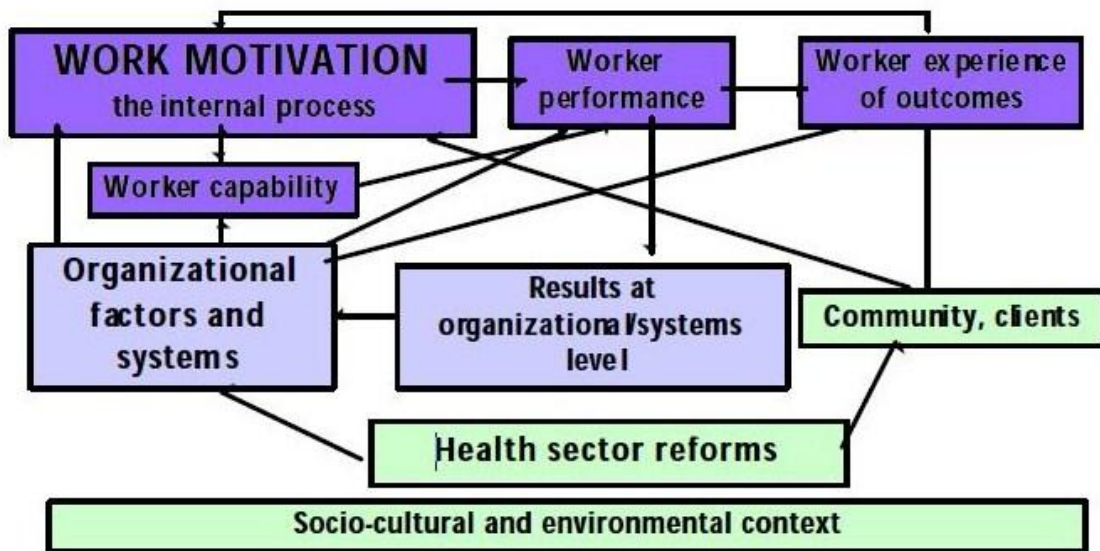 WORK MOTIVATION
the internal process
Worker
performance
Worker experience
of outcomes
Worker capability
Organizational
factors and
systems
Results at
organizational/systems
level
Community, clients
Health sector reforms
Socio-cultural and environmental context